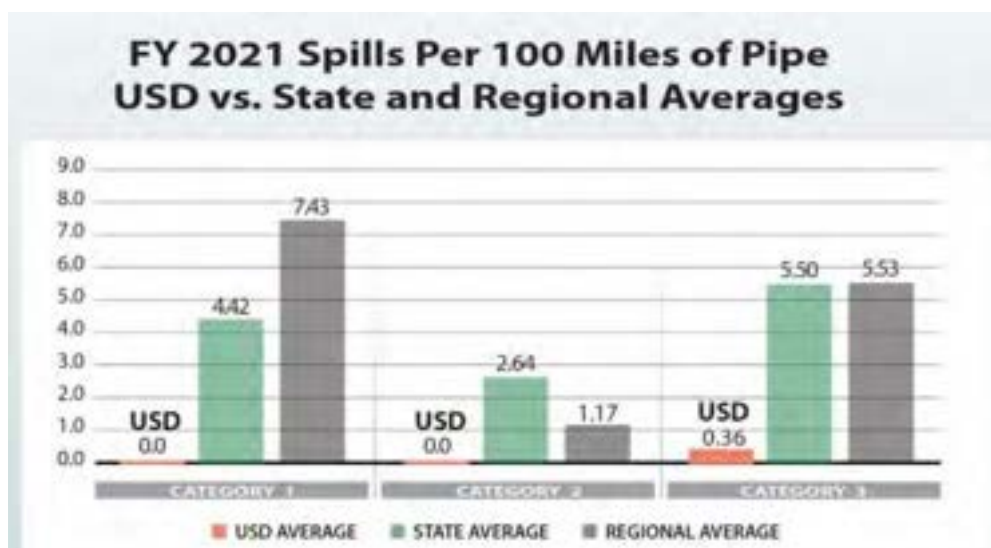 FY 2021 Spills Per 100 Miles of Pipe
USD vs. State and Regional Averages
9.0
8.0
7.0
6.0
5.0
4.0
3.0
2.0
1.0
0.0
USD
0.0
4.42
7.43
USD
0.0
2.64
1.17
USD
0.36
5.50
5.53
CATEGORY 1
CATEGORY 2
CATEGORY 3
USD AVERAGE
STATE AVERAGE
REGIONAL AVERAGE